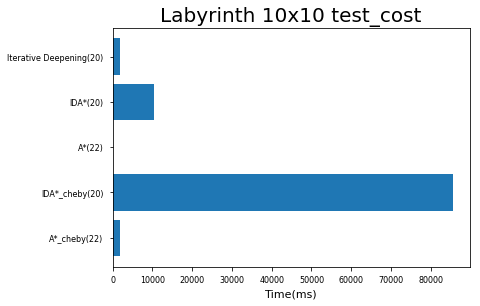 Labyrinth 10x10 test_cost
Iterative Deepening(20)
IDA*(20)
A*(22)
IDA*_cheby(20)
A*_cheby(22)
0 10000 20000 30000 40000 50000 60000 70000 80000
Time(ms)